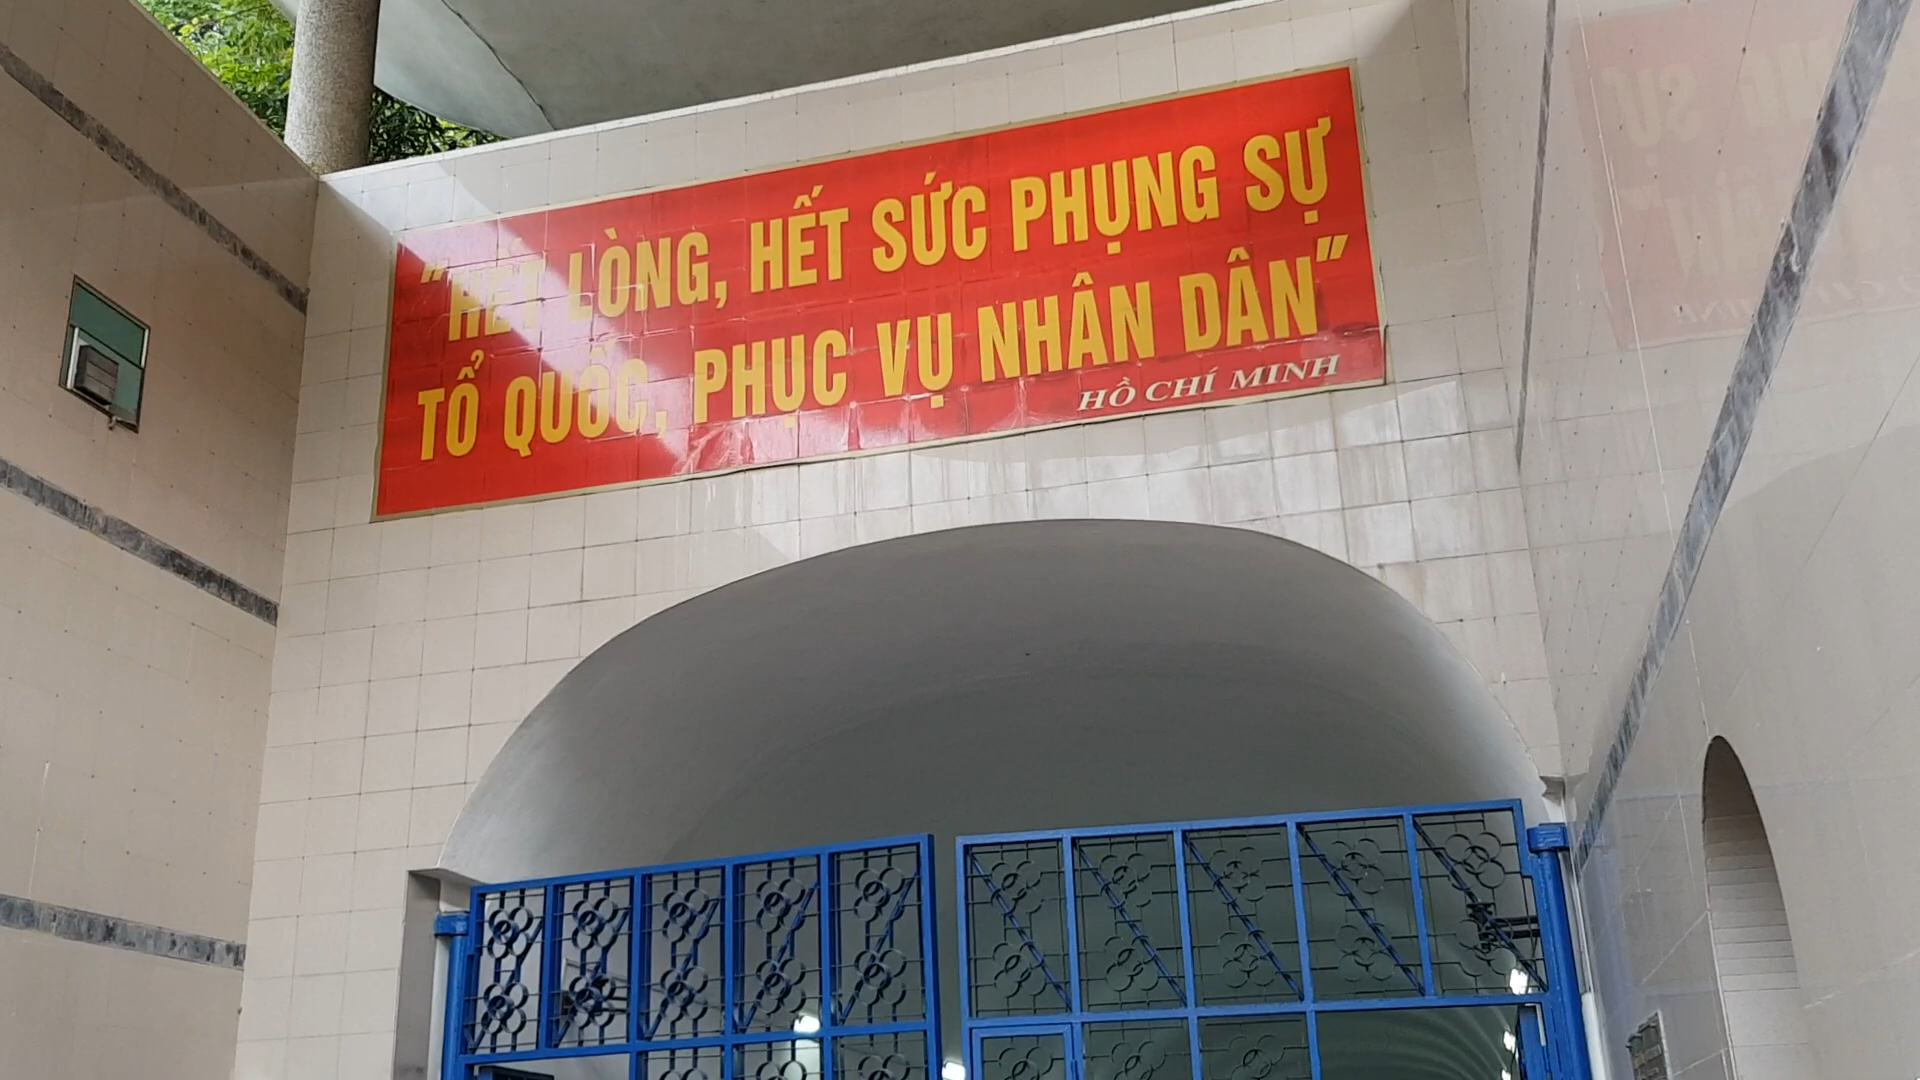 "HẾT LÒNG, HẾT SỨC PHỤNG SỰ
TỔ QUỐC, PHỤC VỤ NHÂN DÂN"
HỒ CHÍ MINH